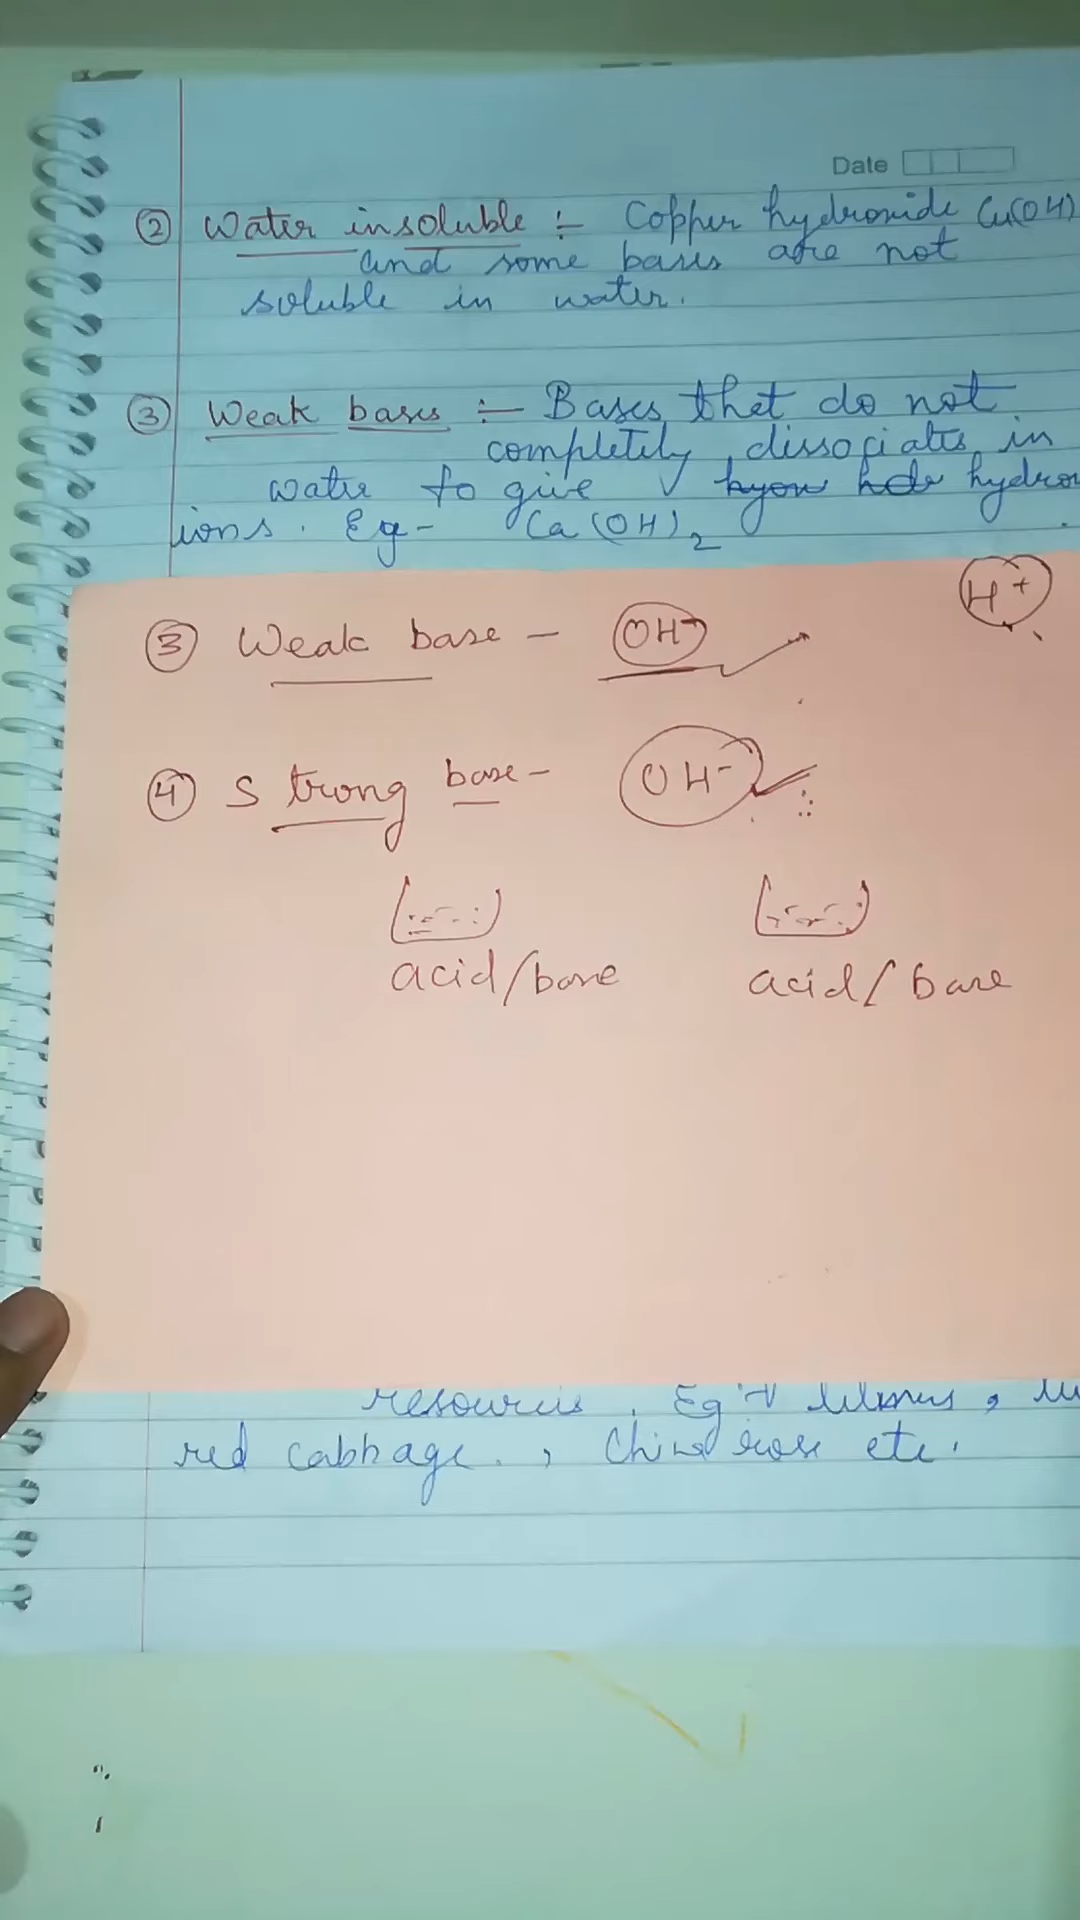 Date
② Water insoluble :- Copper hydroxide Cu(OH)
and some bases are not
soluble in water.
③ Weak bases :- Bases that do not
completely dissociate in
water to give hydro
ions. Eg- Ca(OH)2
H+
③ Weak base - OH-
④ Strong base - OH-
acid/base acid/base
resources. Eg litmus,
red cabbage, China rose etc.